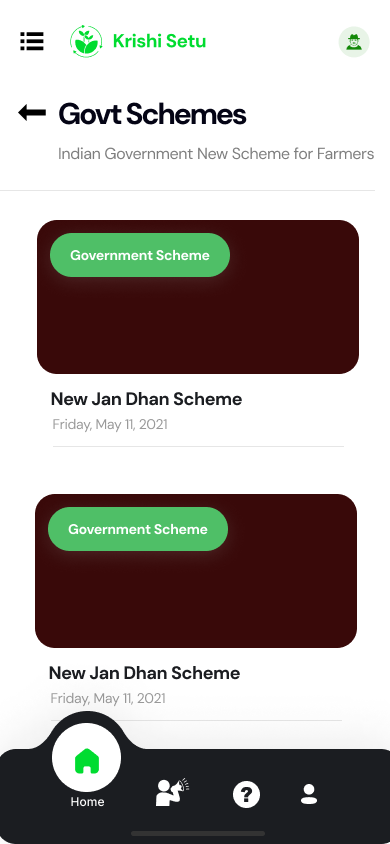 Krishi Setu
Govt Schemes
Indian Government New Scheme for Farmers
Government Scheme
New Jan Dhan Scheme
Friday, May 11, 2021
Government Scheme
New Jan Dhan Scheme
Friday, May 11, 2021
Home